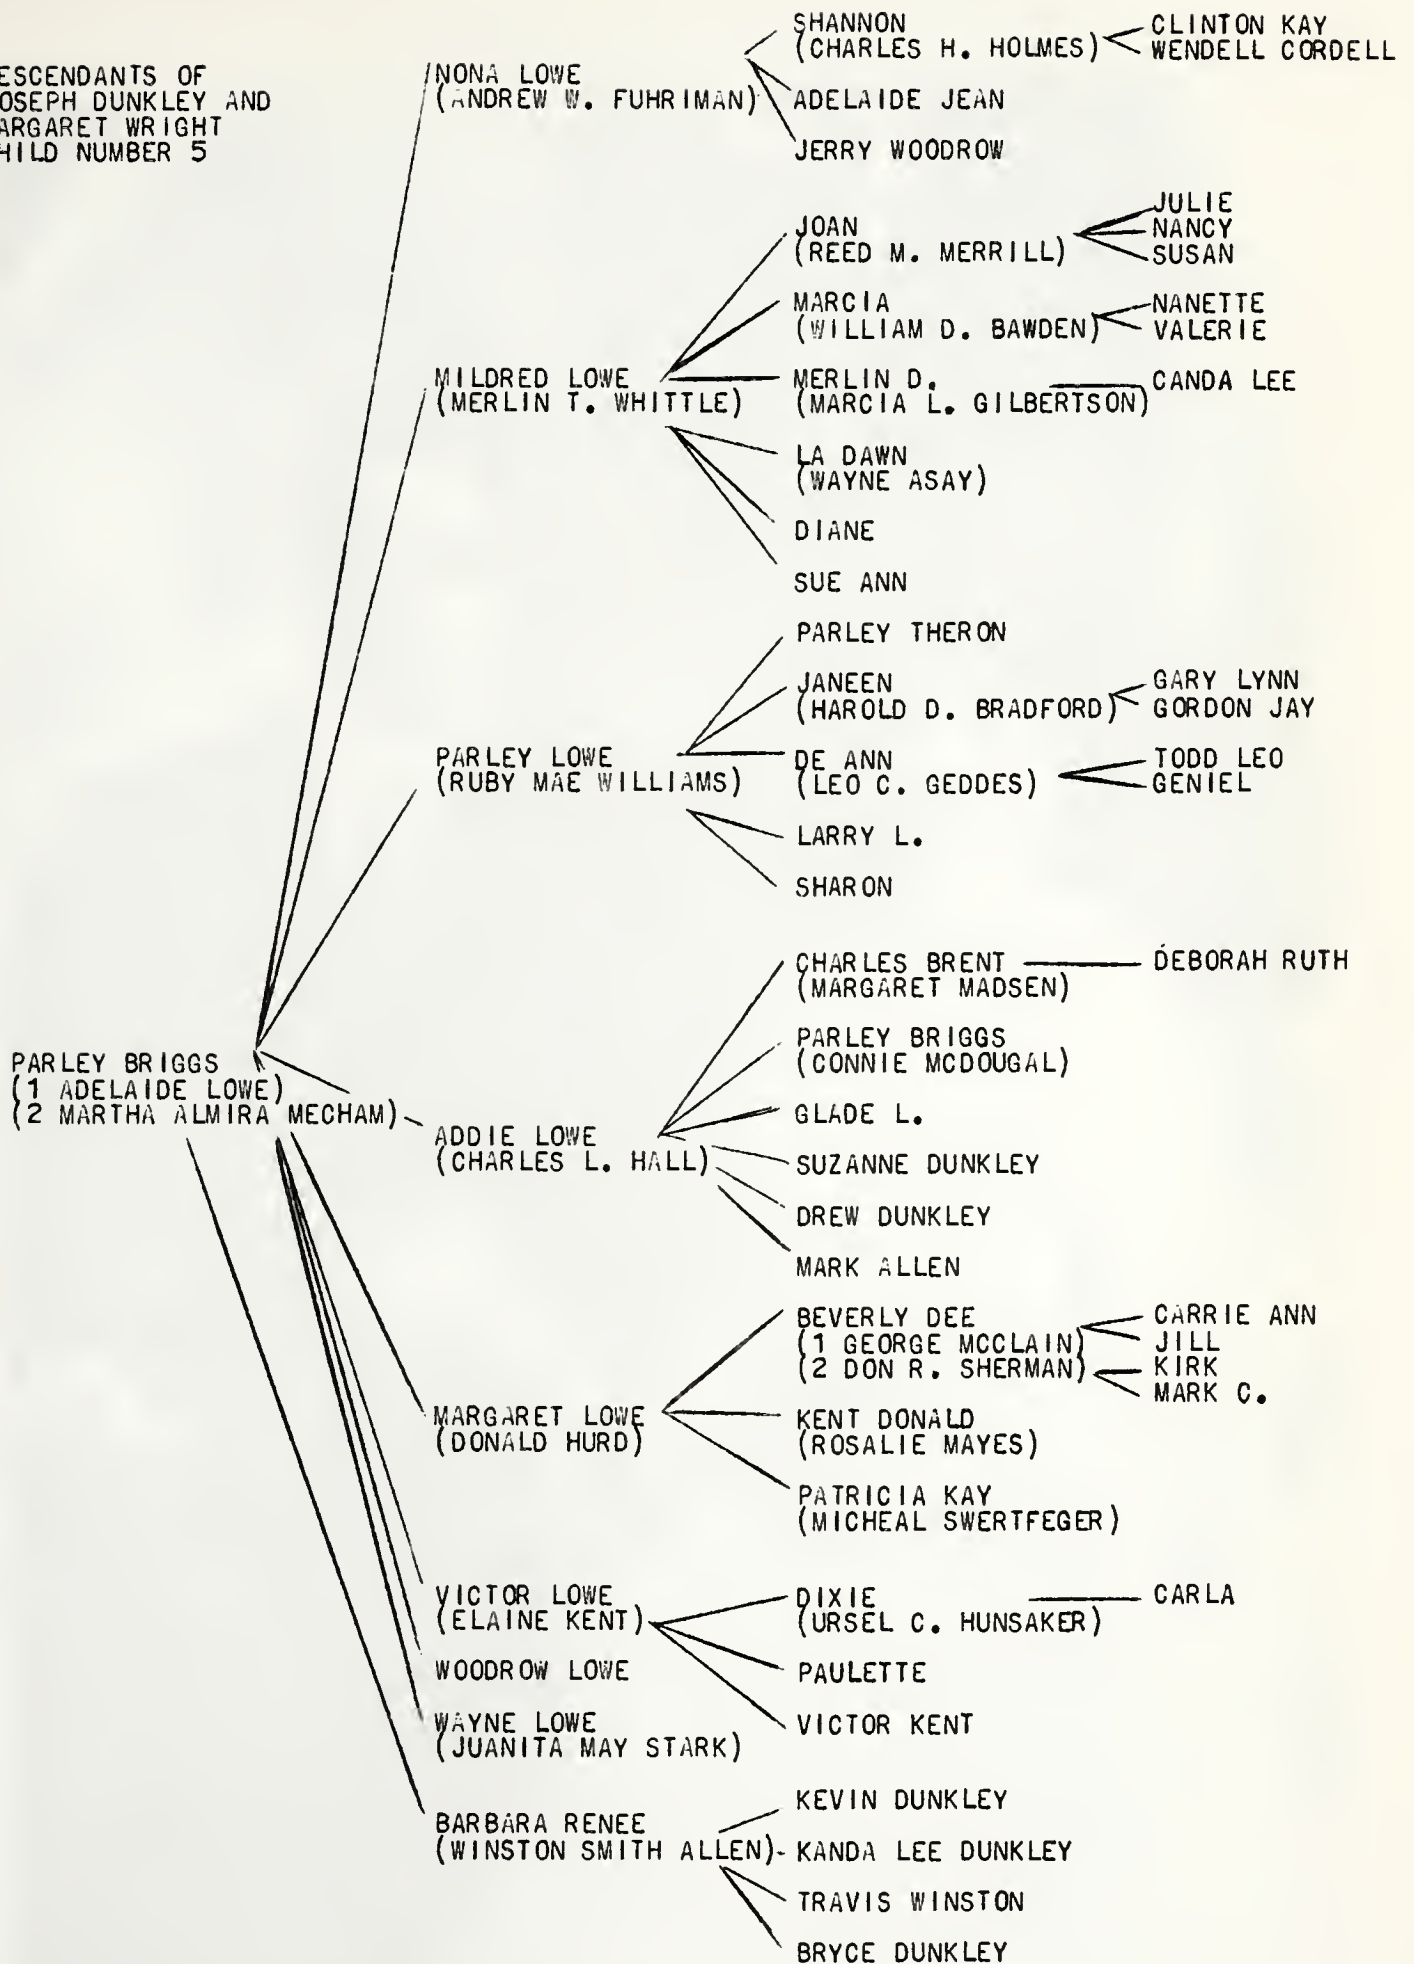 ESCENDANTS OF
OSEPH DUNKLEY AND
ARGARET WRIGHT
HILD NUMBER 5
PARLEY BRIGGS
(1 ADELAIDE LOWE)
(2 MARTHA ALMIRA MECHAM)
NONA LOWE
(ANDREW W. FUHRIMAN)
SHANNON
(CHARLES H. HOLMES)
CLINTON KAY
WENDELL CORDELL
ADELAIDE JEAN
JERRY WOODROW
MILDRED LOWE
(MERLIN T. WHITTLE)
JOAN
(REED M. MERRILL)
JULIE
NANCY
SUSAN
MARCIA
(WILLIAM D. BAWDEN)
NANETTE
VALERIE
MERLIN D.
(MARCIA L. GILBERTSON)
CANDA LEE
LA DAWN
(WAYNE ASAY)
DIANE
SUE ANN
PARLEY LOWE
(RUBY MAE WILLIAMS)
PARLEY THERON
JANEEN
(HAROLD D. BRADFORD)
GARY LYNN
GORDON JAY
DE ANN
(LEO C. GEDDES)
TODD LEO
GENIEL
LARRY L.
SHARON
ADDIE LOWE
(CHARLES L. HALL)
CHARLES BRENT
(MARGARET MADSEN)
DEBORAH RUTH
PARLEY BRIGGS
(CONNIE MCDOUGAL)
GLADE L.
SUZANNE DUNKLEY
DREW DUNKLEY
MARK ALLEN
MARGARET LOWE
(DONALD HURD)
BEVERLY DEE
(1 GEORGE MCCLAIN)
(2 DON R. SHERMAN)
CARRIE ANN
JILL
KIRK
MARK C.
KENT DONALD
(ROSALIE MAYES)
PATRICIA KAY
(MICHEAL SWERTFEGER)
VICTOR LOWE
(ELAINE KENT)
DIXIE
(URSEL C. HUNSAKER)
CARLA
PAULETTE
VICTOR KENT
WOODROW LOWE
WAYNE LOWE
(JUANITA MAY STARK)
BARBARA RENEE
(WINSTON SMITH ALLEN)
KEVIN DUNKLEY
KANDA LEE DUNKLEY
TRAVIS WINSTON
BRYCE DUNKLEY